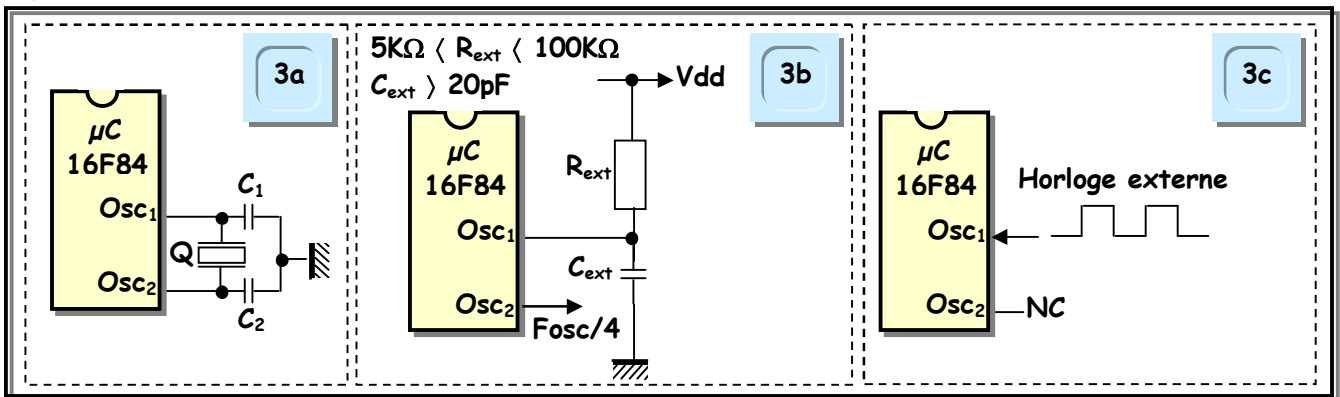 3a
µC
16F84
Osc₁
Osc₂
C₁
Q
C₂
5KΩ ⟨ Rext ⟨ 100KΩ
Cext ⟩ 20pF
3b
Vdd
µC
16F84
Rext
Osc₁
Cext
Osc₂
Fosc/4
3c
µC
16F84
Horloge externe
Osc₁
Osc₂
NC